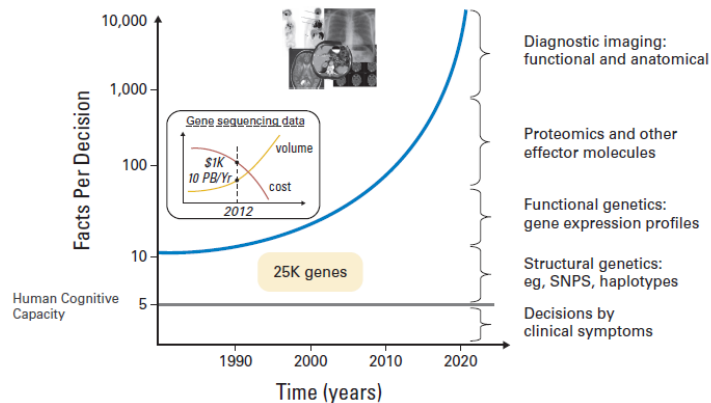 10,000
1,000
100
10
5
Facts Per Decision
Human Cognitive
Capacity
Gene sequencing data
volume
$1K
10 PB/Yr
cost
2012
25K genes
Diagnostic imaging:
functional and anatomical
Proteomics and other
effector molecules
Functional genetics:
gene expression profiles
Structural genetics:
eg, SNPS, haplotypes
Decisions by
clinical symptoms
1990
2000
2010
2020
Time (years)